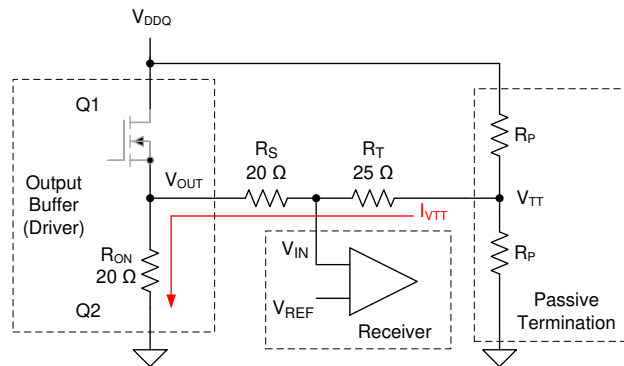 VDDQ
Q1
Output
Buffer
(Driver)
VOUT
RON
20 Ω
Q2
RS
20 Ω
RT
25 Ω
IVTT
VIN
VREF
Receiver
RP
VTT
RP
Passive
Termination